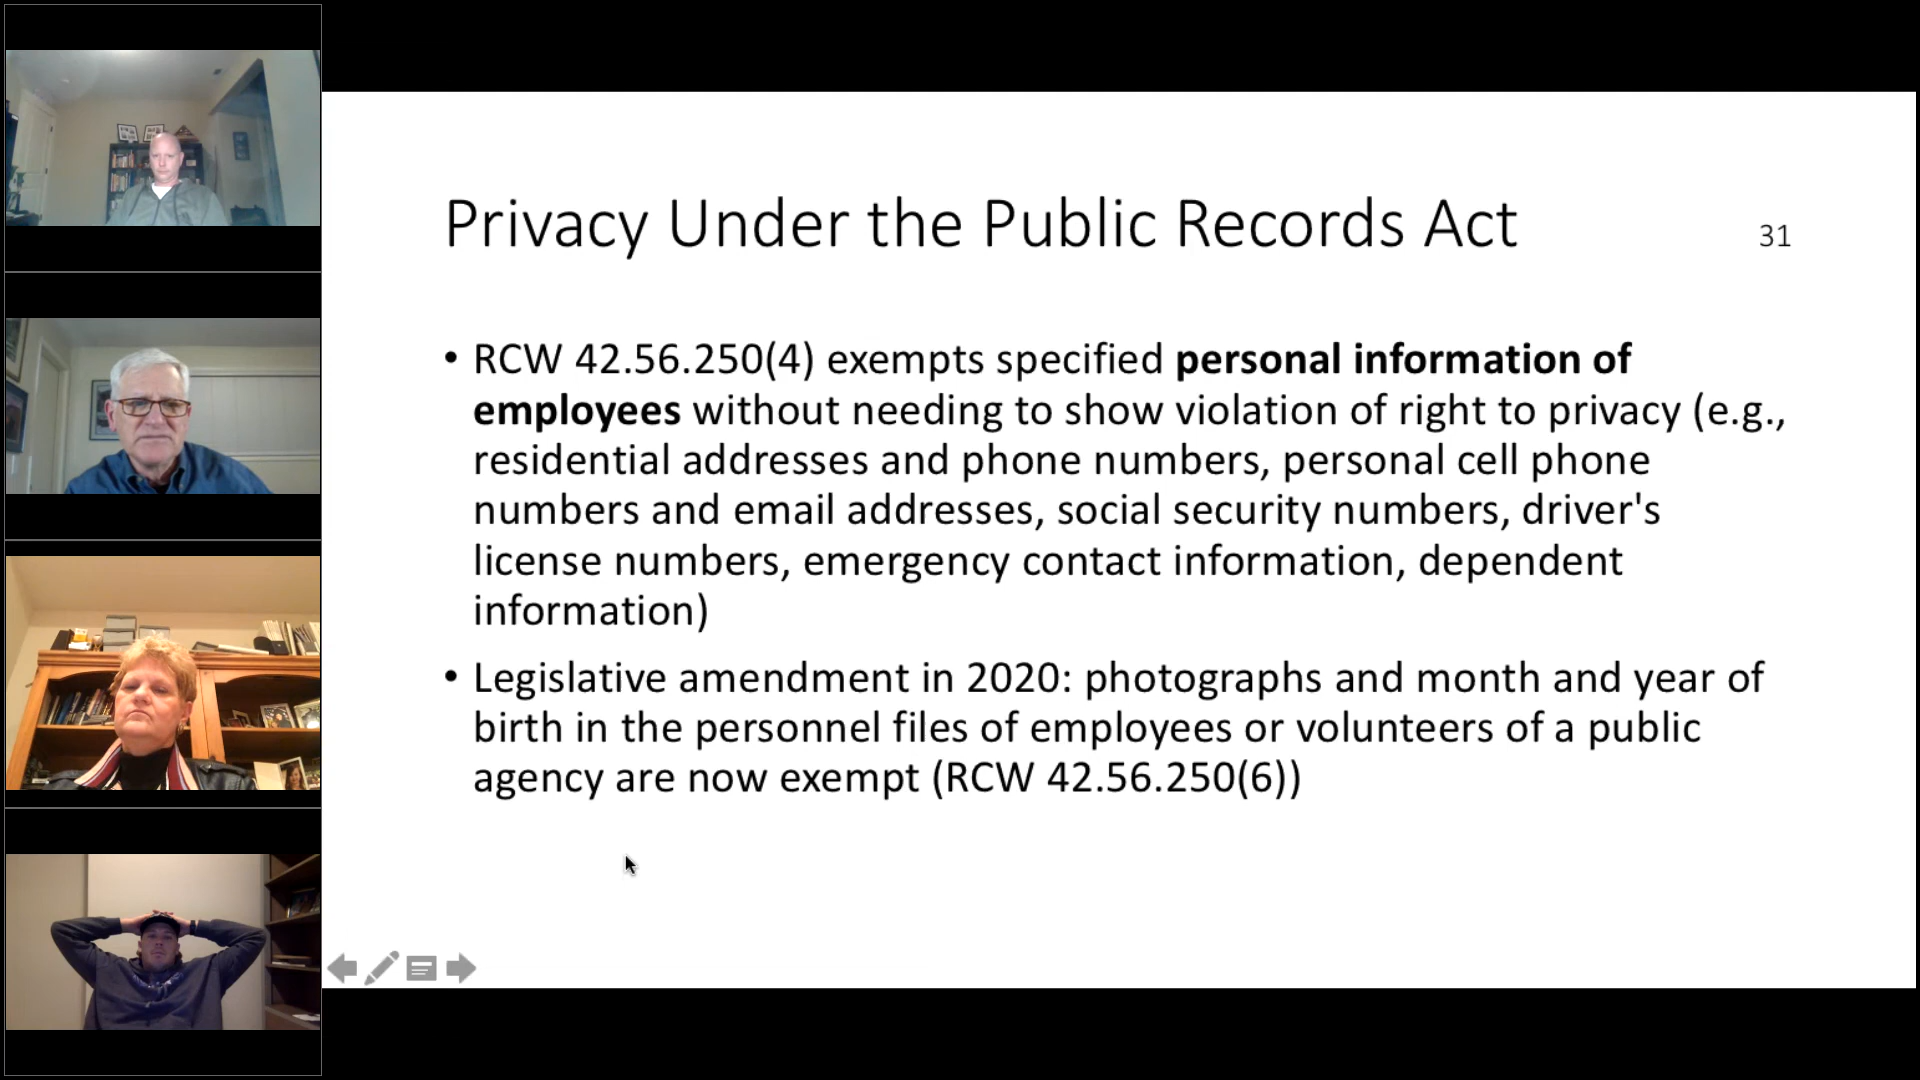 Privacy Under the Public Records Act
31
• RCW 42.56.250(4) exempts specified personal information of
employees without needing to show violation of right to privacy (e.g.,
residential addresses and phone numbers, personal cell phone
numbers and email addresses, social security numbers, driver's
license numbers, emergency contact information, dependent
information)
• Legislative amendment in 2020: photographs and month and year of
birth in the personnel files of employees or volunteers of a public
agency are now exempt (RCW 42.56.250(6))